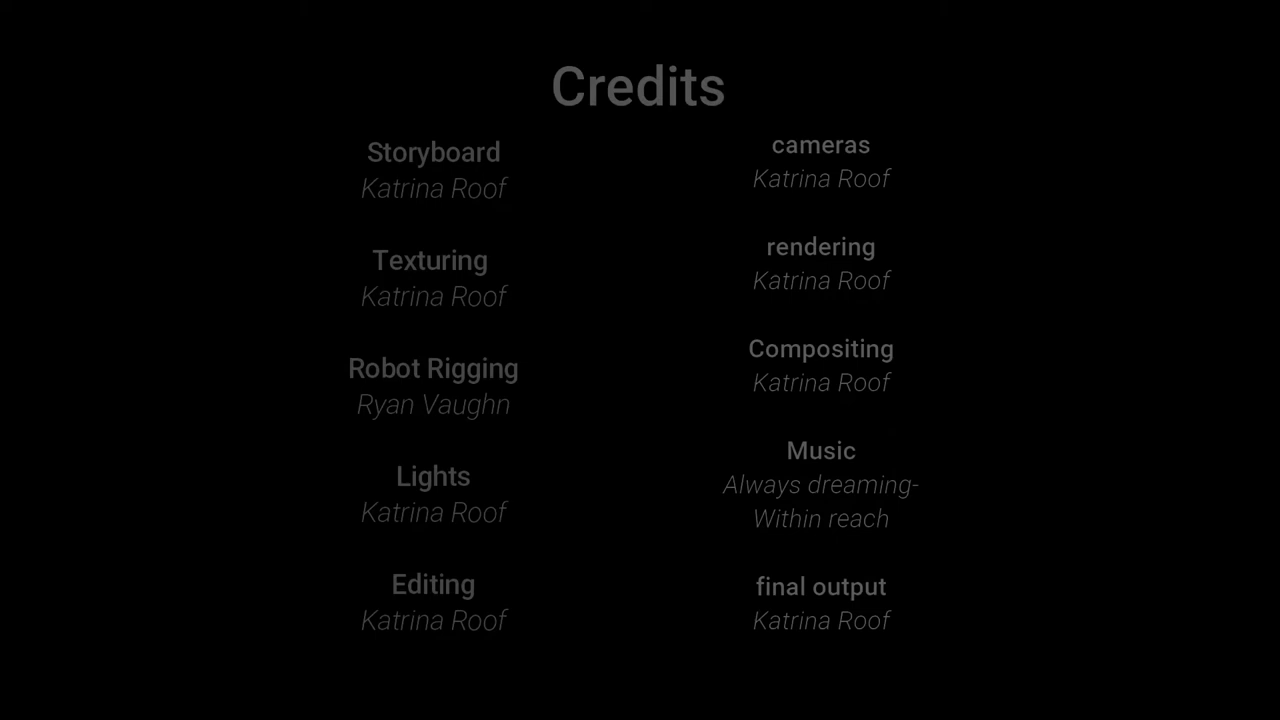 Credits
Storyboard
Katrina Roof
Texturing
Katrina Roof
Robot Rigging
Ryan Vaughn
Lights
Katrina Roof
Editing
Katrina Roof
cameras
Katrina Roof
rendering
Katrina Roof
Compositing
Katrina Roof
Music
Always dreaming-
Within reach
final output
Katrina Roof